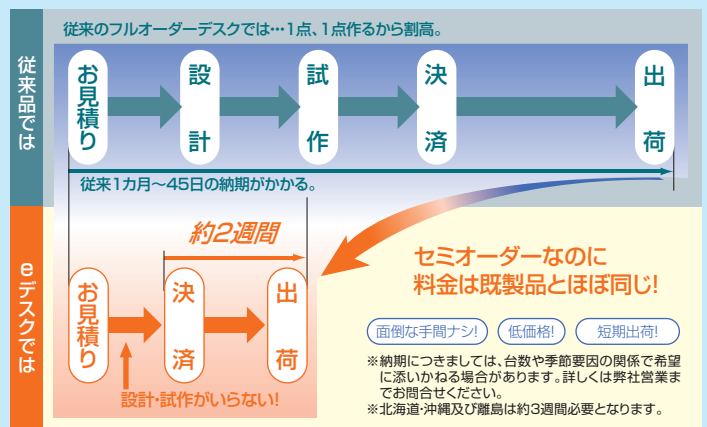 従来品では
従来のフルオーダーデスクでは…1点、1点作るから割高。
お見積り
設計
試作
決済
出荷
従来1カ月〜45日の納期がかかる。
eデスクでは
約2週間
お見積り
決済
出荷
設計・試作がいらない!
セミオーダーなのに
料金は既製品とほぼ同じ!
面倒な手間ナシ!
低価格!
短期出荷!
※納期につきましては、台数や季節要因の関係で希望
に添いかねる場合があります。詳しくは弊社営業ま
でお問合せください。
※北海道・沖縄及び離島は約3週間必要となります。